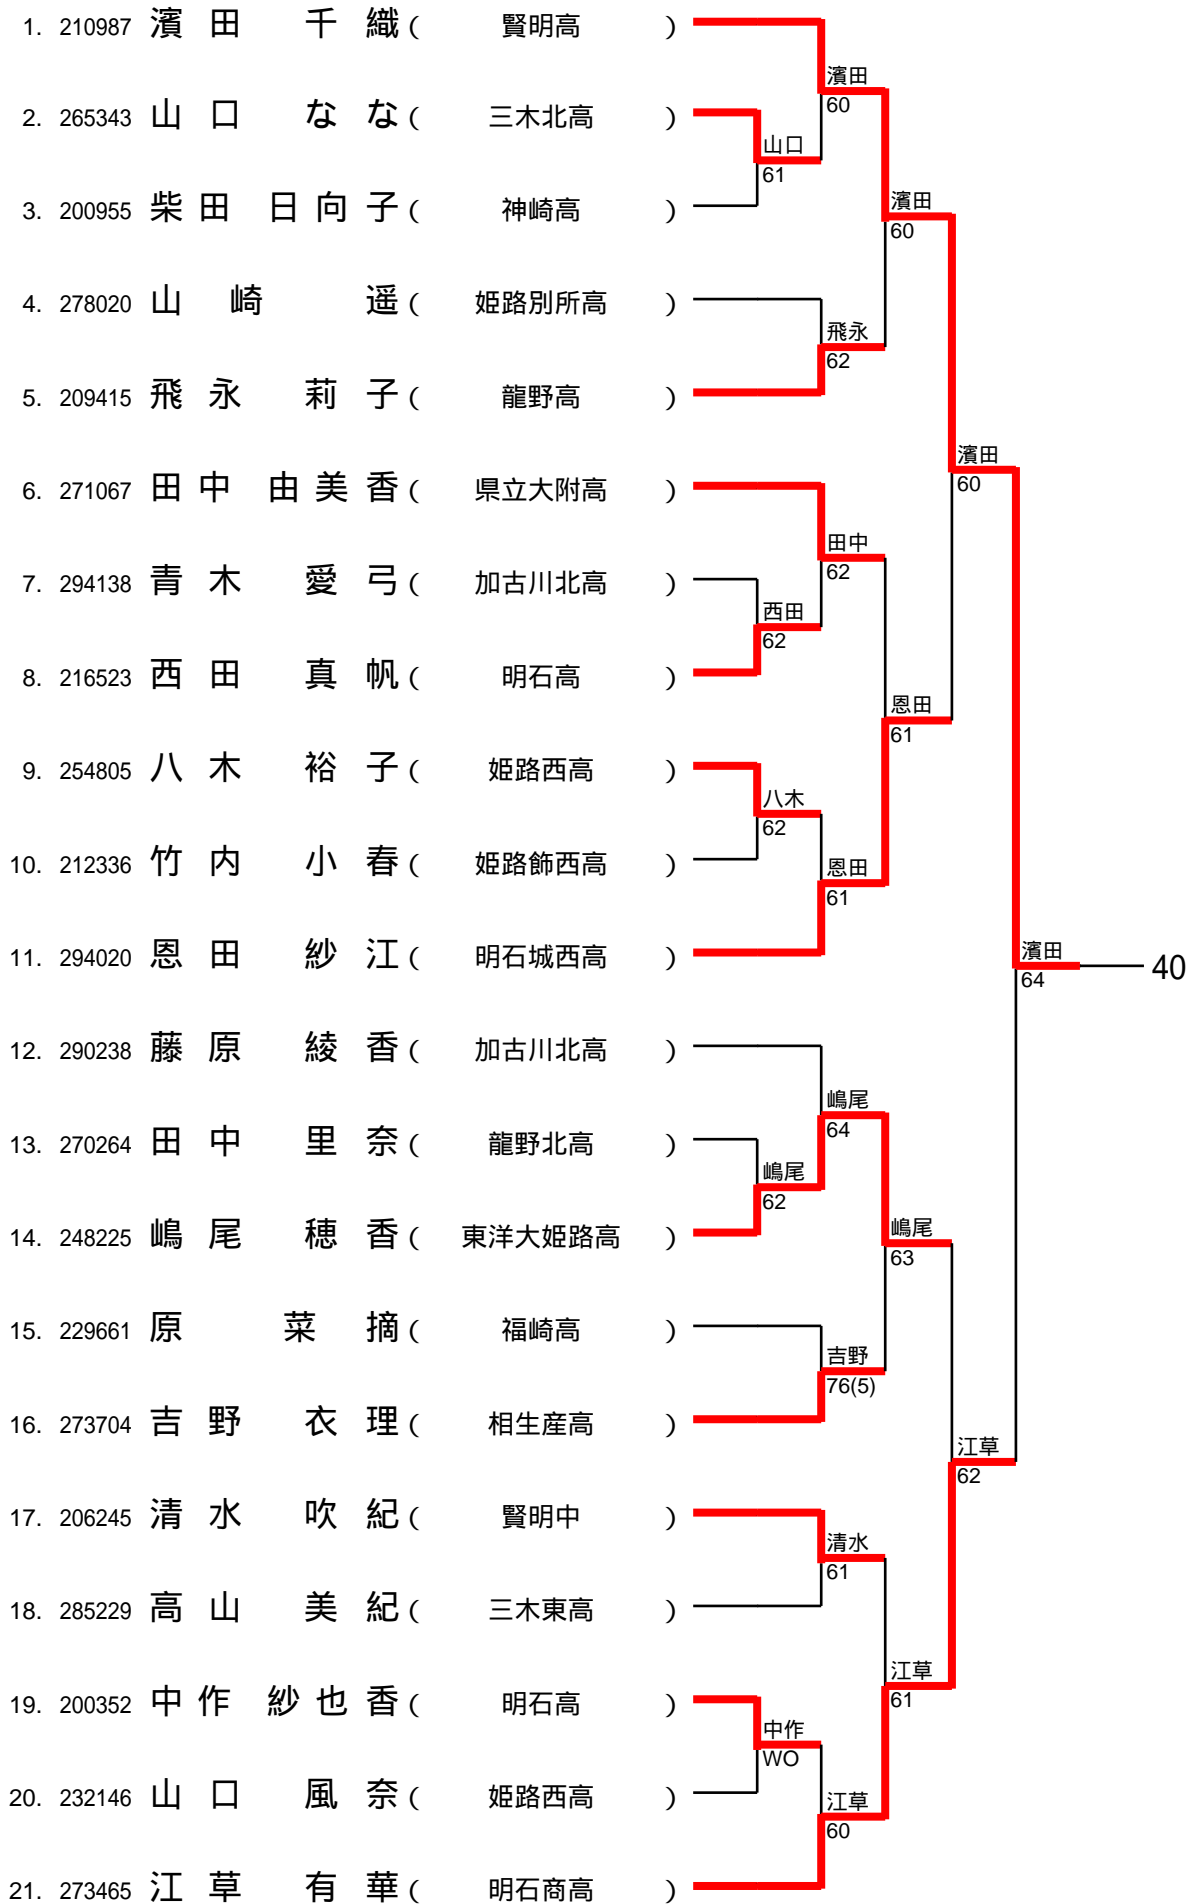 1. 210987 濱田 千織 ( 賢明高 )
濱田
60
2. 265343 山口 なな ( 三木北高 )
山口
61
3. 200955 柴田 日向子 ( 神崎高 )
濱田
60
4. 278020 山崎 遥 ( 姫路別所高 )
飛永
62
5. 209415 飛永 莉子 ( 龍野高 )
濱田
60
6. 271067 田中 由美香 ( 県立大附高 )
田中
62
7. 294138 青木 愛弓 ( 加古川北高 )
西田
62
8. 216523 西田 真帆 ( 明石高 )
恩田
61
9. 254805 八木 裕子 ( 姫路西高 )
八木
62
10. 212336 竹内 小春 ( 姫路飾西高 )
恩田
61
11. 294020 恩田 紗江 ( 明石城西高 )
濱田
64
40
12. 290238 藤原 綾香 ( 加古川北高 )
嶋尾
64
13. 270264 田中 里奈 ( 龍野北高 )
嶋尾
62
14. 248225 嶋尾 穂香 ( 東洋大姫路高 )
嶋尾
63
15. 229661 原 菜摘 ( 福崎高 )
吉野
76(5)
16. 273704 吉野 衣理 ( 相生産高 )
江草
62
17. 206245 清水 吹紀 ( 賢明中 )
清水
61
18. 285229 高山 美紀 ( 三木東高 )
江草
61
19. 200352 中作 紗也香 ( 明石高 )
中作
WO
20. 232146 山口 風奈 ( 姫路西高 )
江草
60
21. 273465 江草 有華 ( 明石商高 )